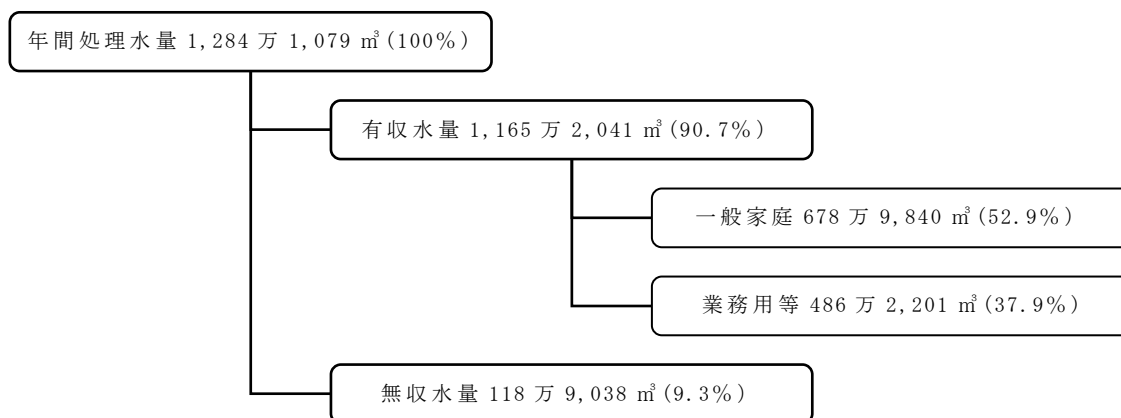 年間処理水量 1,284 万 1,079 ㎥(100%)
有収水量 1,165 万 2,041 ㎥(90.7%)
一般家庭 678 万 9,840 ㎥(52.9%)
業務用等 486 万 2,201 ㎥(37.9%)
無収水量 118 万 9,038 ㎥(9.3%)